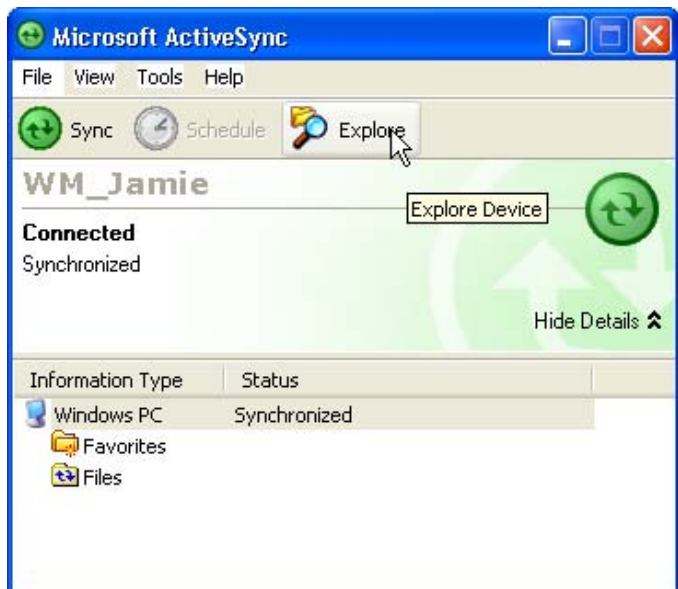 Microsoft ActiveSync
File View Tools Help
Sync Schedule Explore
WM_Jamie
Explore Device
Connected
Synchronized
Hide Details
Information Type Status
Windows PC Synchronized
Favorites
Files